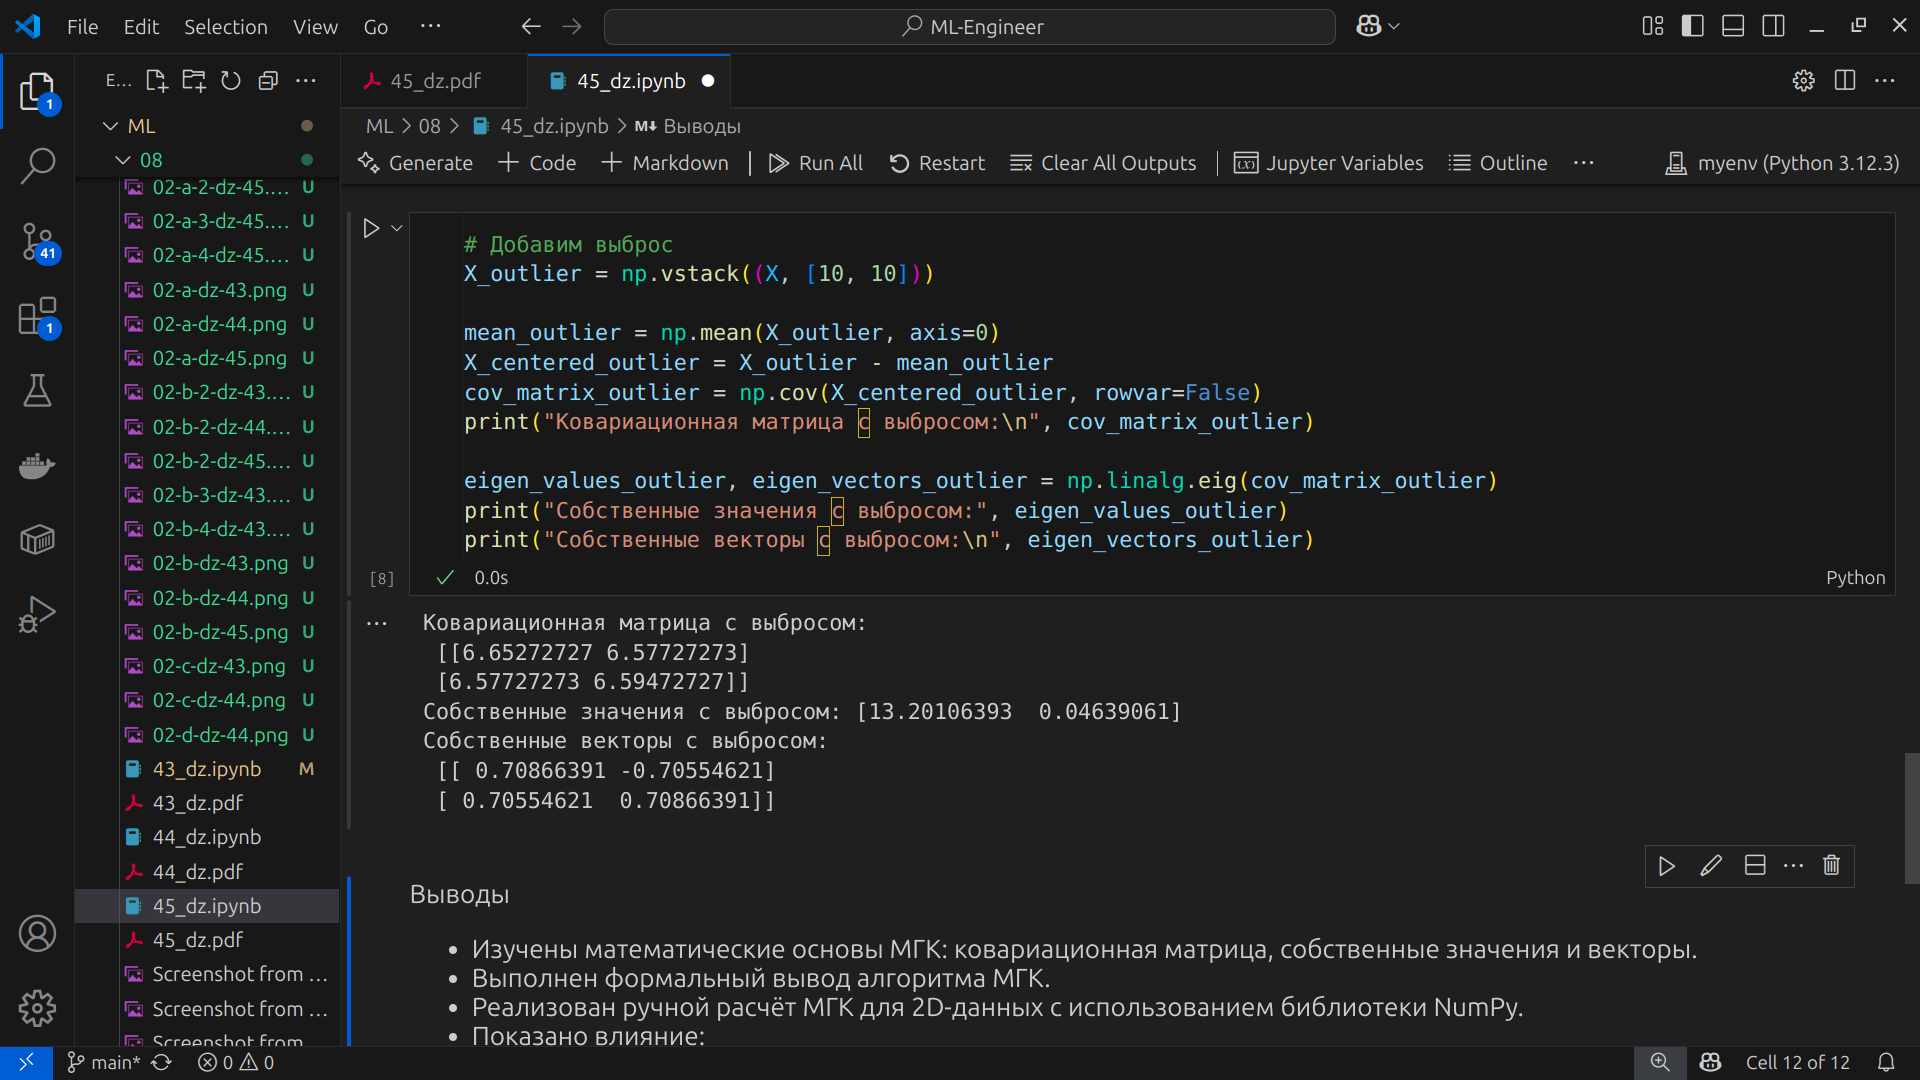 File Edit Selection View Go ··· ML-Engineer
E... 45_dz.pdf 45_dz.ipynb
ML > 08 > 45_dz.ipynb > M↓ Выводы
Generate + Code + Markdown Run All Restart Clear All Outputs Jupyter Variables Outline ··· myenv (Python 3.12.3)
1
41
1
ML
08
02-a-2-dz-45.... U
02-a-3-dz-45.... U
02-a-4-dz-45.... U
02-a-dz-43.png U
02-a-dz-44.png U
02-a-dz-45.png U
02-b-2-dz-43.... U
02-b-2-dz-44.... U
02-b-2-dz-45.... U
02-b-3-dz-43.... U
02-b-4-dz-43.... U
02-b-dz-43.png U
02-b-dz-44.png U
02-b-dz-45.png U
02-c-dz-43.png U
02-c-dz-44.png U
02-d-dz-44.png U
43_dz.ipynb M
43_dz.pdf
44_dz.ipynb
44_dz.pdf
45_dz.ipynb
45_dz.pdf
Screenshot from ...
Screenshot from ...
Screenshot from
# Добавим выброс
X_outlier = np.vstack((X, [10, 10]))
mean_outlier = np.mean(X_outlier, axis=0)
X_centered_outlier = X_outlier - mean_outlier
cov_matrix_outlier = np.cov(X_centered_outlier, rowvar=False)
print("Ковариационная матрица с выбросом:\n", cov_matrix_outlier)
eigen_values_outlier, eigen_vectors_outlier = np.linalg.eig(cov_matrix_outlier)
print("Собственные значения с выбросом:", eigen_values_outlier)
print("Собственные векторы с выбросом:\n", eigen_vectors_outlier)
[8] 0.0s Python
Ковариационная матрица с выбросом:
[[6.65272727 6.57727273]
[6.57727273 6.59472727]]
Собственные значения с выбросом: [13.20106393  0.04639061]
Собственные векторы с выбросом:
[[ 0.70866391 -0.70554621]
[ 0.70554621  0.70866391]]
Выводы
• Изучены математические основы МГК: ковариационная матрица, собственные значения и векторы.
• Выполнен формальный вывод алгоритма МГК.
• Реализован ручной расчёт МГК для 2D-данных с использованием библиотеки NumPy.
• Показано влияние:
main* 0 0 Cell 12 of 12